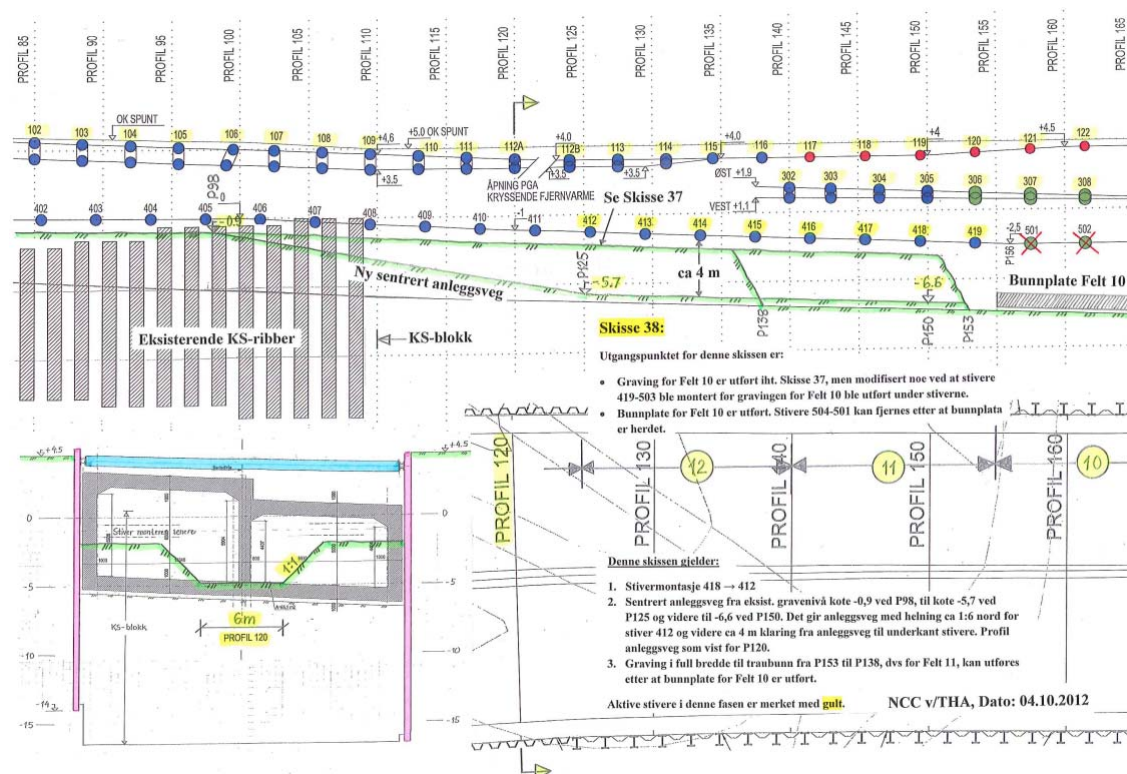 PROFIL 85
PROFIL 90
PROFIL 95
PROFIL 100
PROFIL 105
PROFIL 110
PROFIL 115
PROFIL 120
PROFIL 125
PROFIL 130
PROFIL 135
PROFIL 140
PROFIL 145
PROFIL 150
PROFIL 155
PROFIL 160
PROFIL 165
OK SPUNT
102 103 104 105 106 107 108 109 110 111 112A 112B 113 114 115 116 117 118 119 120 121 122
+4,6
+5.0 OK SPUNT
+4.0
+4.0
+4
+4.5
+3.5
+3.5
+3.5
ÅPNING PGA
KRYSSENDE FJERNVARME
ØST +1.9
VEST +1.1
302 303 304 305 306 307 308
P98
0
-0.9
-1
Se Skisse 37
402 403 404 405 406 407 408 409 410 411 412 413 414 415 416 417 418 419 501 502
-2,5
P156
Ny sentrert anleggsveg
P125
-5.7
ca 4 m
-6.6
Bunnplate Felt 10
P138
P150
P153
Eksisterende KS-ribber
KS-blokk
Skisse 38:
Utgangspunktet for denne skissen er:
• Graving for Felt 10 er utført iht. Skisse 37, men modifisert noe ved at stivere
419-503 ble montert før gravingen for Felt 10 ble utført under stiverne.
• Bunnplate for Felt 10 er utført. Stivere 504-501 kan fjernes etter at bunnplata
er herdet.
PROFIL 120
PROFIL 130
PROFIL 140
PROFIL 150
PROFIL 160
12
11
10
+4.5
+4.5
0
0
-5
-5
-10
-10
-15
-15
Stiver monteres senere
1:1
6m
PROFIL 120
KS-blokk
Denne skissen gjelder:
1. Stivermontasje 418 → 412
2. Sentrert anleggsveg fra eksist. gravenivå kote -0,9 ved P98, til kote -5,7 ved
P125 og videre til -6,6 ved P150. Det gir anleggsveg med helning ca 1:6 nord for
stiver 412 og videre ca 4 m klaring fra anleggsveg til underkant stivere. Profil
anleggsveg som vist for P120.
3. Graving i full bredde til traubunn fra P153 til P138, dvs for Felt 11, kan utføres
etter at bunnplate for Felt 10 er utført.
Aktive stivere i denne fasen er merket med gult.
NCC v/THA, Dato: 04.10.2012